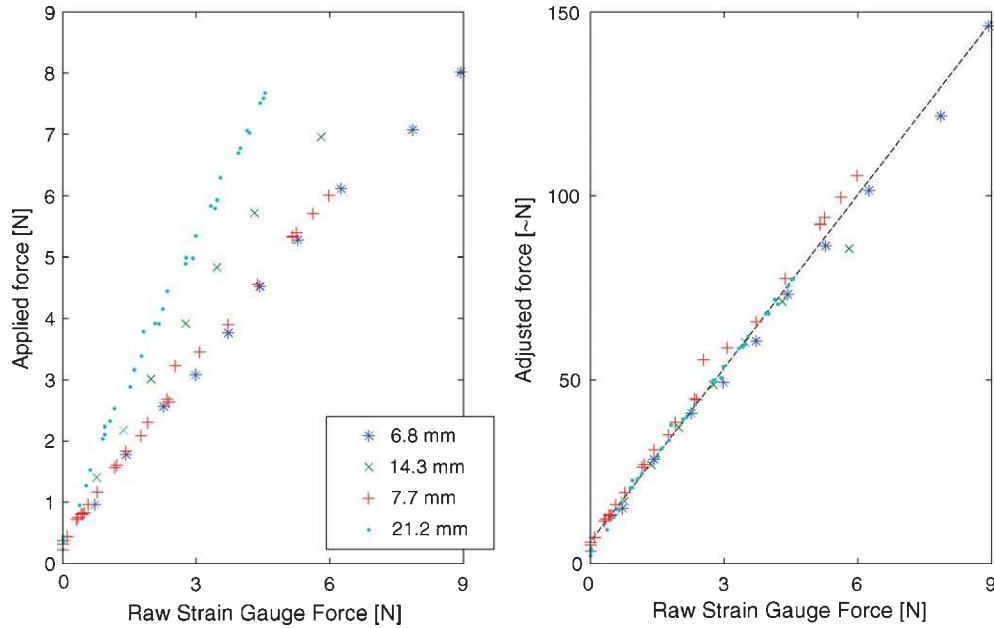 9
8
7
6
5
4
3
2
1
0
Applied force [N]
0 3 6 9
Raw Strain Gauge Force [N]
6.8 mm
14.3 mm
7.7 mm
21.2 mm
150
100
50
0
Adjusted force [~N]
0 3 6 9
Raw Strain Gauge Force [N]